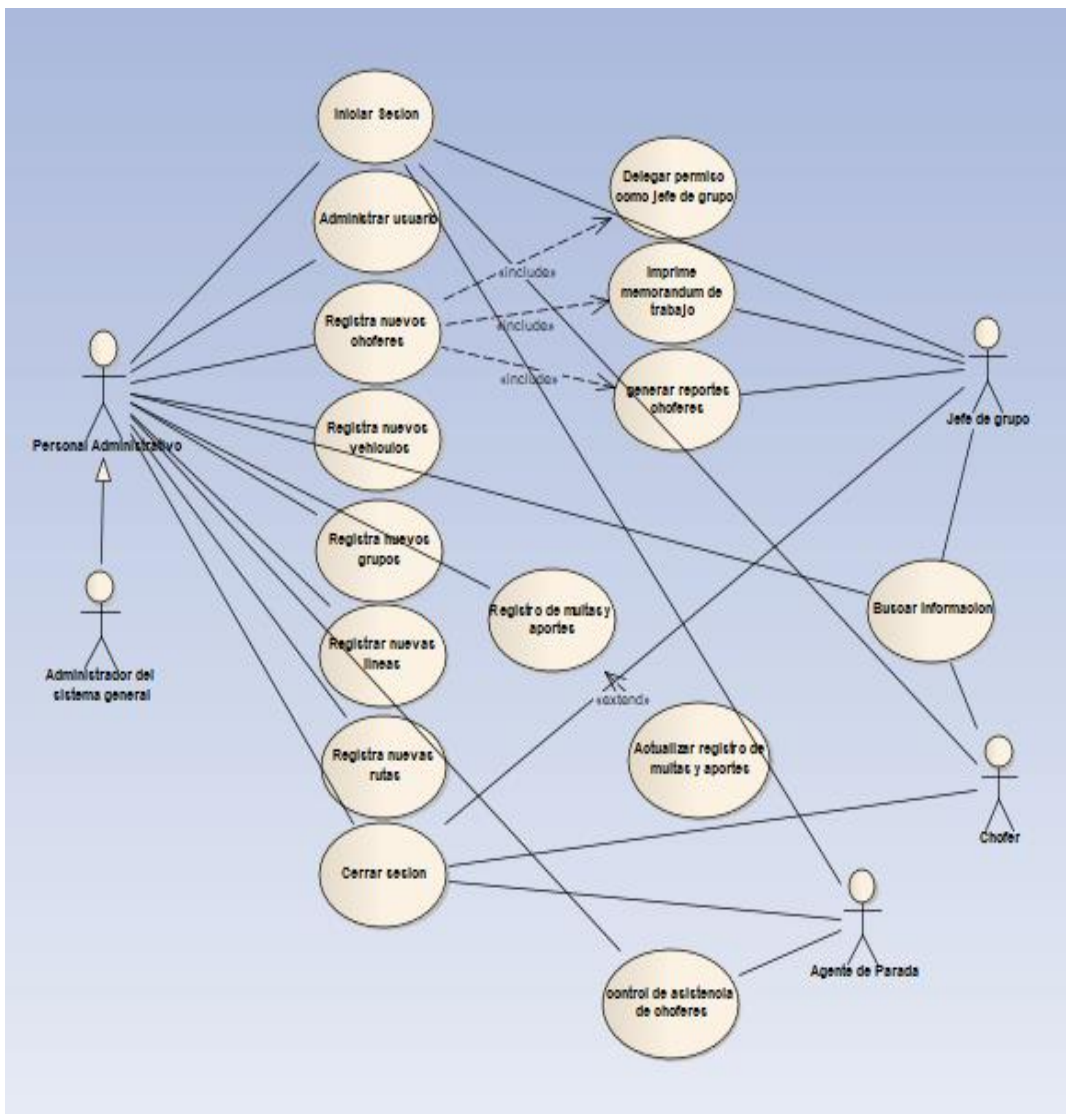 Iniciar Sesion
Delegar permiso
como jefe de grupo
Administrar usuario
«include»
Imprime
memorandum de
trabajo
Registra nuevos
choferes
«include»
«include»
generar reportes
choferes
Jefe de grupo
Personal Administrativo
Registra nuevos
vehiculos
Registra nuevos
grupos
Registro de multas y
aportes
Buscar informacion
Registrar nuevas
lineas
Administrador del
sistema general
«extend»
Registra nuevas
rutas
Actualizar registro de
multas y aportes
Chofer
Cerrar sesion
Agente de Parada
control de asistencia
de choferes